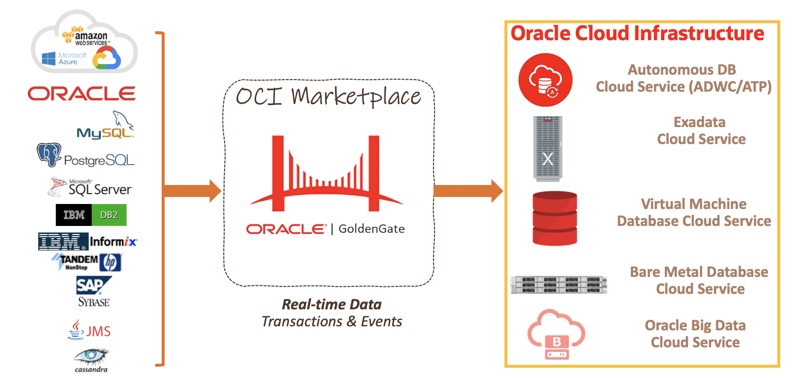 amazon
webservices™
Microsoft
Azure
ORACLE
MySQL®
PostgreSQL
Microsoft
SQL Server
IBM DB2
IBM Informix
TANDEM
NonStop
hp
SAP
SYBASE
JMS
cassandra
OCI Marketplace
ORACLE® | GoldenGate
Real-time Data
Transactions & Events
Oracle Cloud Infrastructure
Autonomous DB
Cloud Service (ADWC/ATP)
A
Exadata
Cloud Service
X
Virtual Machine
Database Cloud Service
Bare Metal Database
Cloud Service
Oracle Big Data
Cloud Service
B